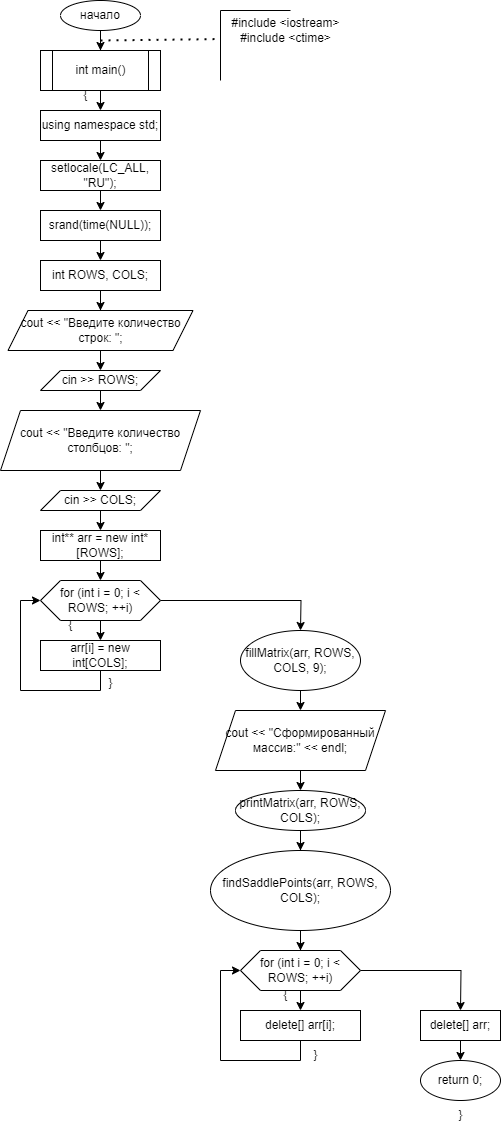 начало
#include <iostream>
#include <ctime>
int main()
{
using namespace std;
setlocale(LC_ALL,
"RU");
srand(time(NULL));
int ROWS, COLS;
cout << "Введите количество
строк: ";
cin >> ROWS;
cout << "Введите количество
столбцов: ";
cin >> COLS;
int** arr = new int*
[ROWS];
for (int i = 0; i <
ROWS; ++i)
{
arr[i] = new
int[COLS];
}
fillMatrix(arr, ROWS,
COLS, 9);
cout << "Сформированный
массив:" << endl;
printMatrix(arr, ROWS,
COLS);
findSaddlePoints(arr, ROWS,
COLS);
for (int i = 0; i <
ROWS; ++i)
{
delete[] arr[i];
}
delete[] arr;
return 0;
}